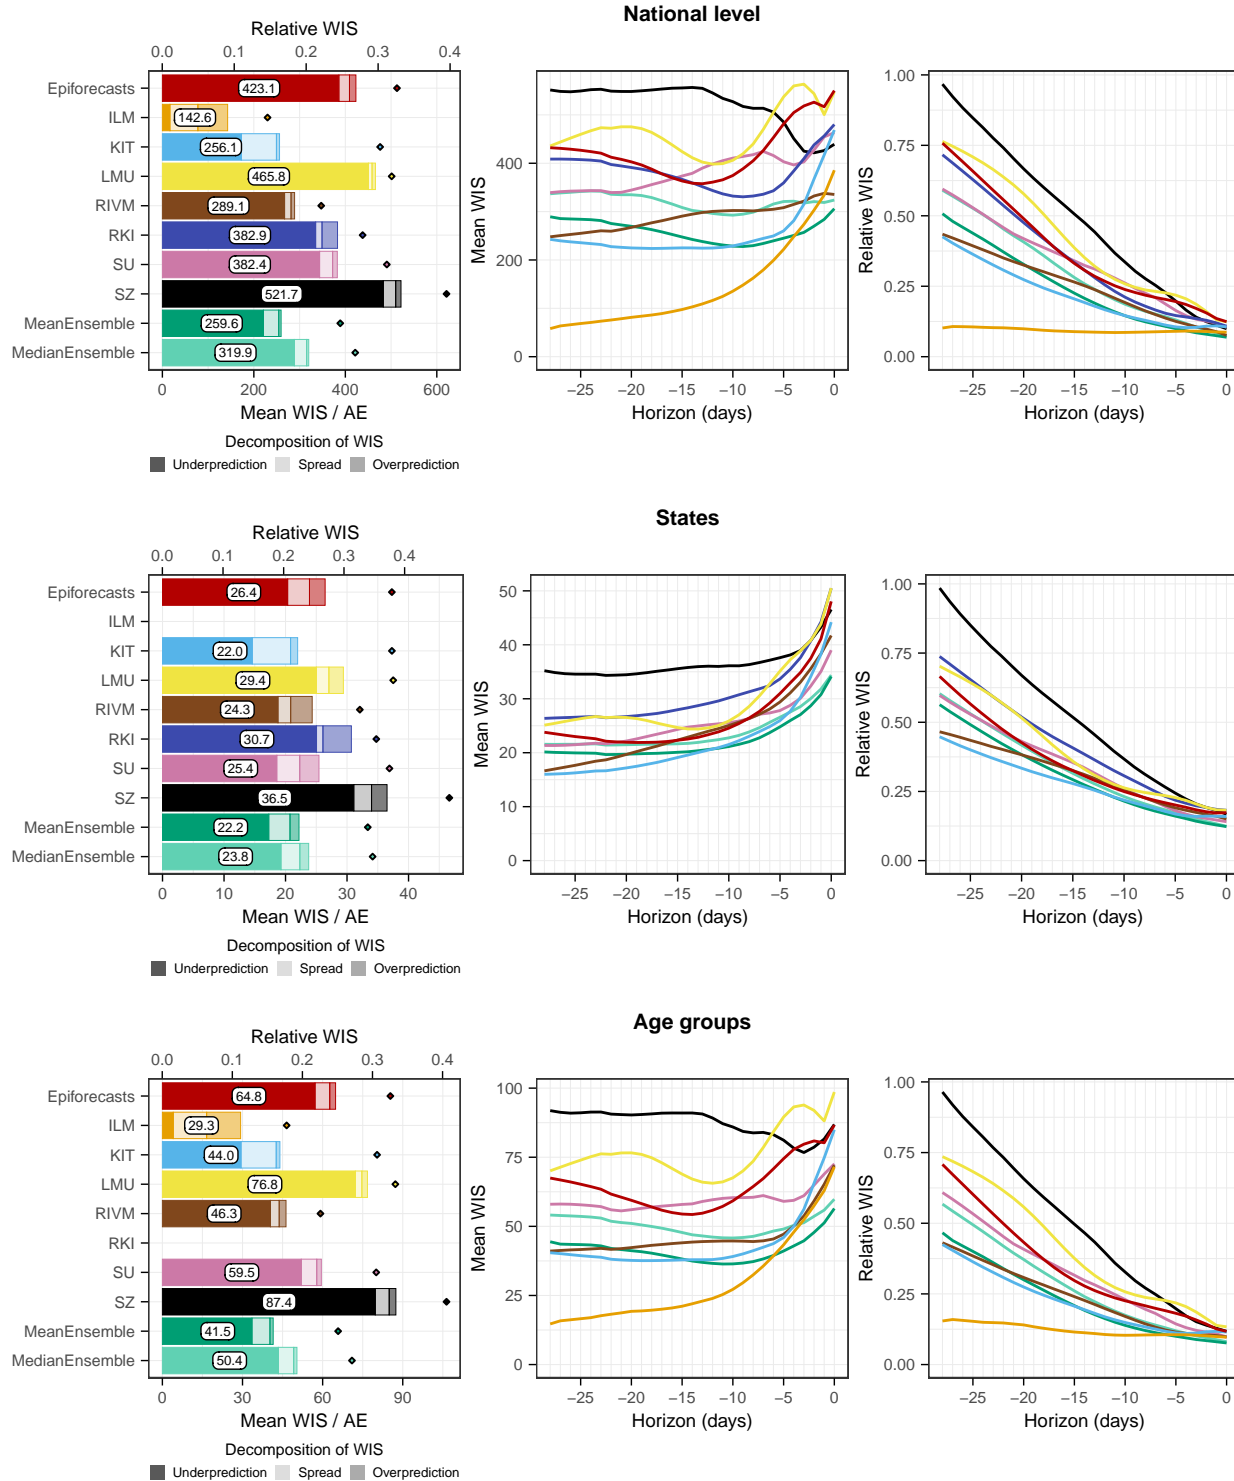 National level
Relative WIS
0.0 0.1 0.2 0.3 0.4
Epiforecasts 423.1
ILM 142.6
KIT 256.1
LMU 465.8
RIVM 289.1
RKI 382.9
SU 382.4
SZ 521.7
MeanEnsemble 259.6
MedianEnsemble 319.9
0 200 400 600
Mean WIS / AE
Decomposition of WIS
Underprediction Spread Overprediction
Mean WIS
400
200
0
−25 −20 −15 −10 −5 0
Horizon (days)
Relative WIS
1.00
0.75
0.50
0.25
0.00
−25 −20 −15 −10 −5 0
Horizon (days)
States
Relative WIS
0.0 0.1 0.2 0.3 0.4
Epiforecasts 26.4
ILM
KIT 22.0
LMU 29.4
RIVM 24.3
RKI 30.7
SU 25.4
SZ 36.5
MeanEnsemble 22.2
MedianEnsemble 23.8
0 10 20 30 40
Mean WIS / AE
Decomposition of WIS
Underprediction Spread Overprediction
Mean WIS
50
40
30
20
10
0
−25 −20 −15 −10 −5 0
Horizon (days)
Relative WIS
1.00
0.75
0.50
0.25
0.00
−25 −20 −15 −10 −5 0
Horizon (days)
Age groups
Relative WIS
0.0 0.1 0.2 0.3 0.4
Epiforecasts 64.8
ILM 29.3
KIT 44.0
LMU 76.8
RIVM 46.3
RKI
SU 59.5
SZ 87.4
MeanEnsemble 41.5
MedianEnsemble 50.4
0 30 60 90
Mean WIS / AE
Decomposition of WIS
Underprediction Spread Overprediction
Mean WIS
100
75
50
25
0
−25 −20 −15 −10 −5 0
Horizon (days)
Relative WIS
1.00
0.75
0.50
0.25
0.00
−25 −20 −15 −10 −5 0
Horizon (days)